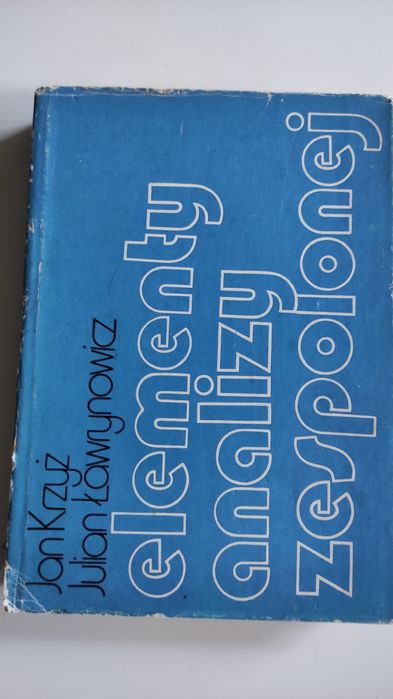 Jan Krzyż
Julian Ławrynowicz
elementy
analizy
zespolonej